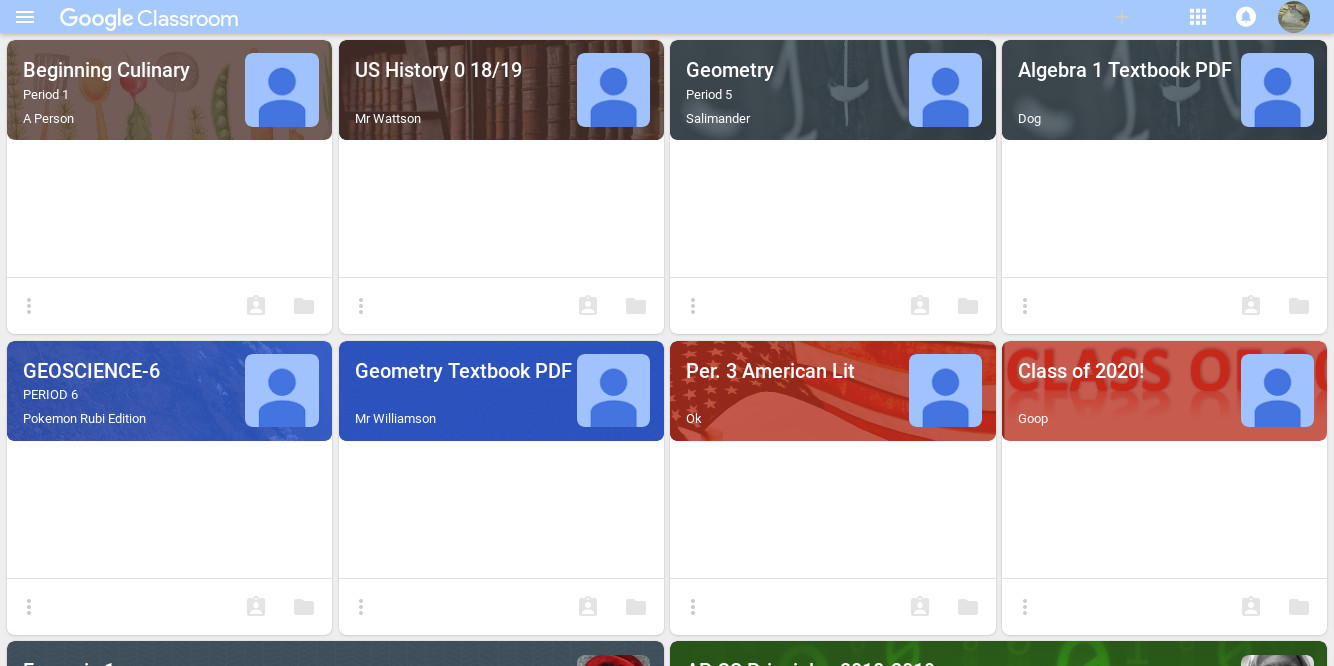 Google Classroom
Beginning Culinary
Period 1
A Person
US History 0 18/19
Mr Wattson
Geometry
Period 5
Salimander
Algebra 1 Textbook PDF
Dog
GEOSCIENCE-6
PERIOD 6
Pokemon Rubi Edition
Geometry Textbook PDF
Mr Williamson
Per. 3 American Lit
Ok
CLASS OF
Class of 2020!
Goop